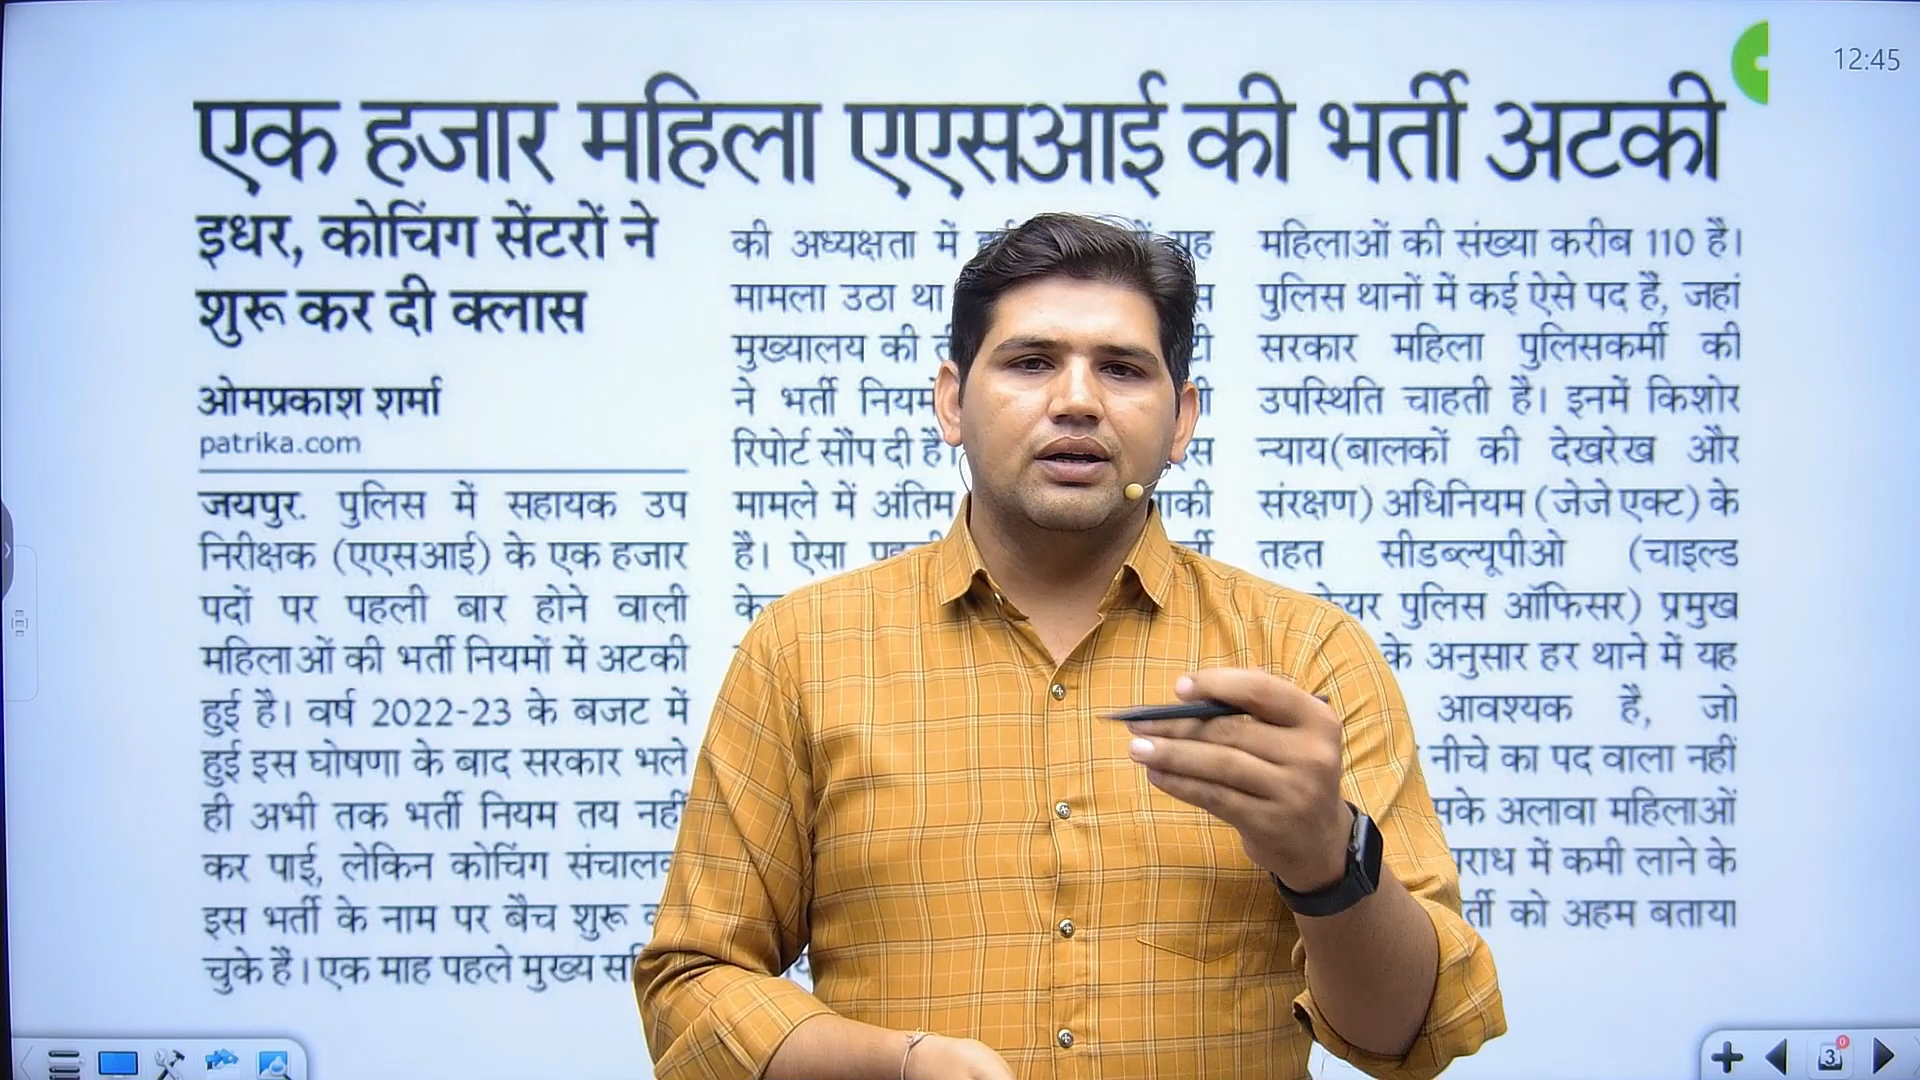 12:45
एक हजार महिला एएसआई की भर्ती अटकी
इधर, कोचिंग सेंटरों ने
शुरू कर दी क्लास
ओमप्रकाश शर्मा
patrika.com
जयपुर. पुलिस में सहायक उप
निरीक्षक (एएसआई) के एक हजार
पदों पर पहली बार होने वाली
महिलाओं की भर्ती नियमों में अटकी
हुई है। वर्ष 2022-23 के बजट में
हुई इस घोषणा के बाद सरकार भले
ही अभी तक भर्ती नियम तय नहीं
कर पाई, लेकिन कोचिंग
इस भर्ती के नाम पर बैच शुरू
चुके है। एक माह पहले मुख्य
की अध्यक्षता में
मामला उठा था
मुख्यालय की
ने भर्ती
रिपोर्ट सौंप दी है।
मामले में अंतिम
है। ऐसा
महिलाओं की संख्या करीब 110 है।
पुलिस थानों में कई ऐसे पद है, जहां
सरकार महिला पुलिसकर्मी की
उपस्थिति चाहती है। इनमें किशोर
न्याय(बालकों की देखरेख और
संरक्षण) अधिनियम (जेजे एक्ट) के
तहत सीडब्ल्यूपीओ (चाइल्ड
पुलिस ऑफिसर) प्रमुख
के अनुसार हर थाने में यह
आवश्यक है, जो
नीचे का पद वाला नहीं
अलावा महिलाओं
में कमी लाने के
को अहम बताया
3